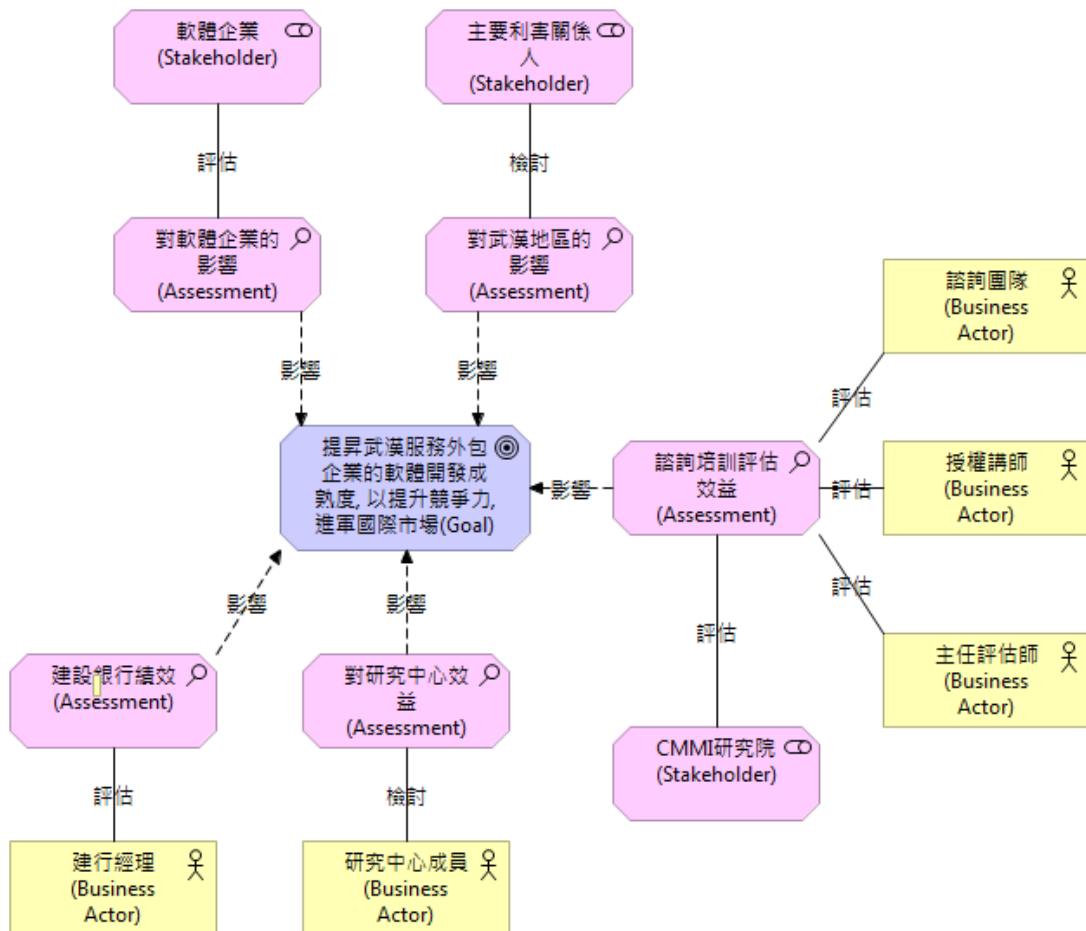 軟體企業
(Stakeholder)
主要利害關係
人
(Stakeholder)
評估
檢討
對軟體企業的
影響
(Assessment)
對武漢地區的
影響
(Assessment)
諮詢團隊
(Business
Actor)
影響
影響
評估
提昇武漢服務外包
企業的軟體開發成
熟度, 以提升競爭力,
進軍國際市場(Goal)
影響
諮詢培訓評估
效益
(Assessment)
評估
授權講師
(Business
Actor)
影響
影響
評估
評估
建設銀行績效
(Assessment)
對研究中心效
益
(Assessment)
主任評估師
(Business
Actor)
CMMI研究院
(Stakeholder)
評估
檢討
建行經理
(Business
Actor)
研究中心成員
(Business
Actor)